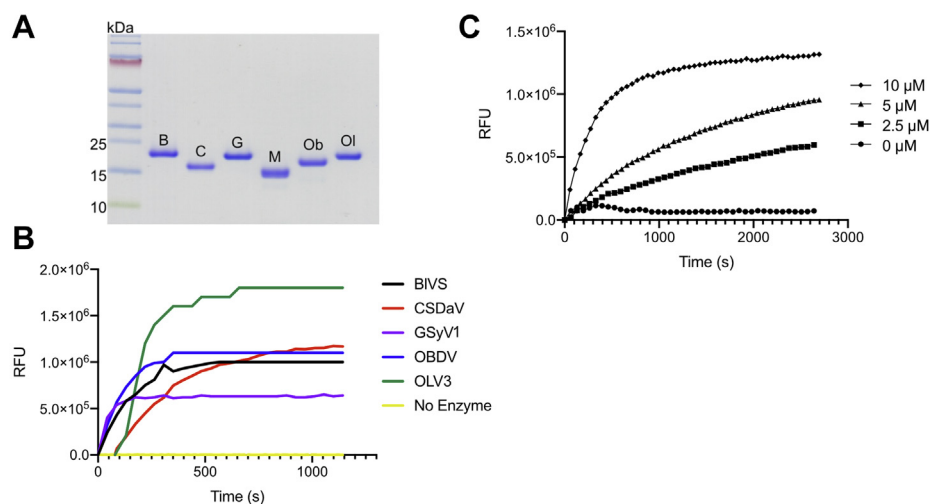 A
kDa
B
C
G
M
Ob
Ol
25
15
10
B
RFU
2.0×10⁶
1.5×10⁶
1.0×10⁶
5.0×10⁵
0.0
0
500
1000
Time (s)
BlVS
CSDaV
GSyV1
OBDV
OLV3
No Enzyme
C
RFU
1.5×10⁶
1.0×10⁶
5.0×10⁵
0.0
0
1000
2000
3000
Time (s)
10 µM
5 µM
2.5 µM
0 µM